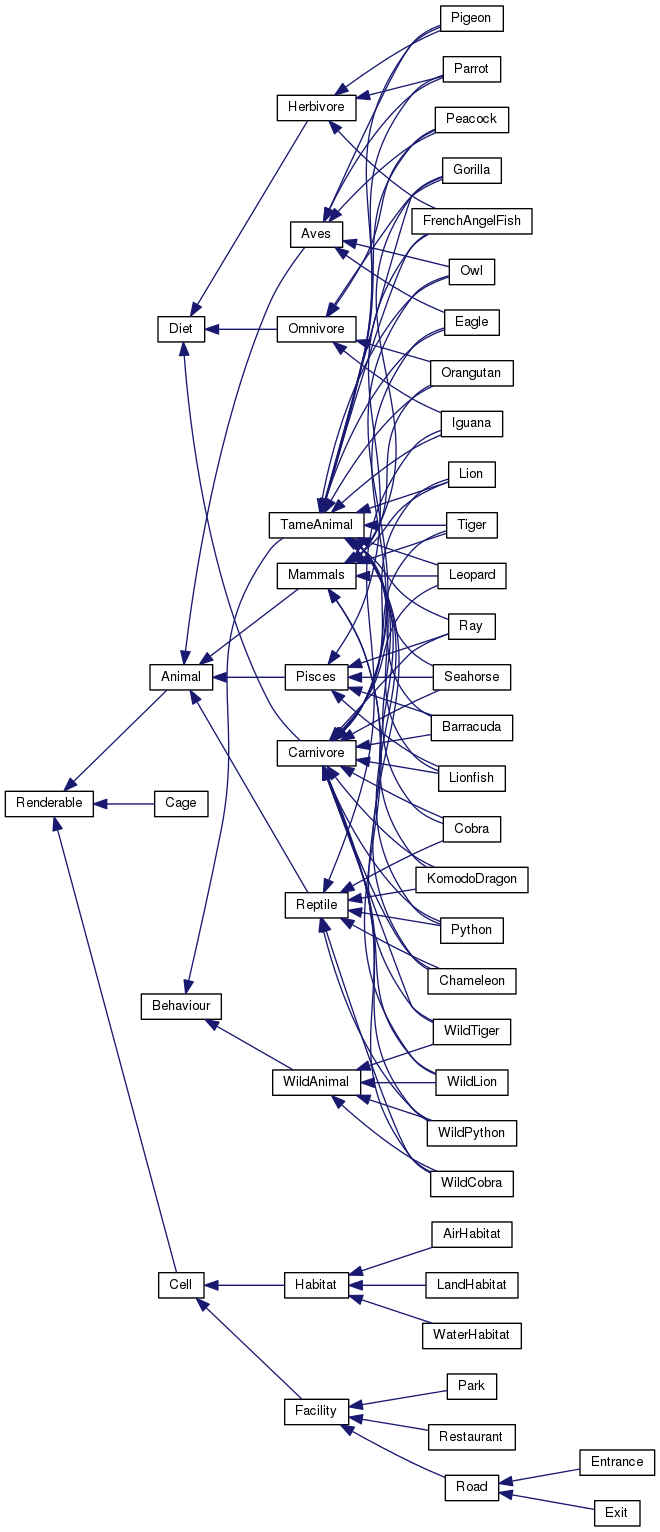 Pigeon
Parrot
Herbivore
Peacock
Gorilla
FrenchAngelFish
Aves
Owl
Eagle
Diet
Omnivore
Orangutan
Iguana
Lion
TameAnimal
Tiger
Mammals
Leopard
Ray
Animal
Pisces
Seahorse
Barracuda
Carnivore
Lionfish
Renderable
Cage
Cobra
KomodoDragon
Reptile
Python
Chameleon
Behaviour
WildTiger
WildAnimal
WildLion
WildPython
WildCobra
AirHabitat
Cell
Habitat
LandHabitat
WaterHabitat
Park
Facility
Restaurant
Entrance
Road
Exit